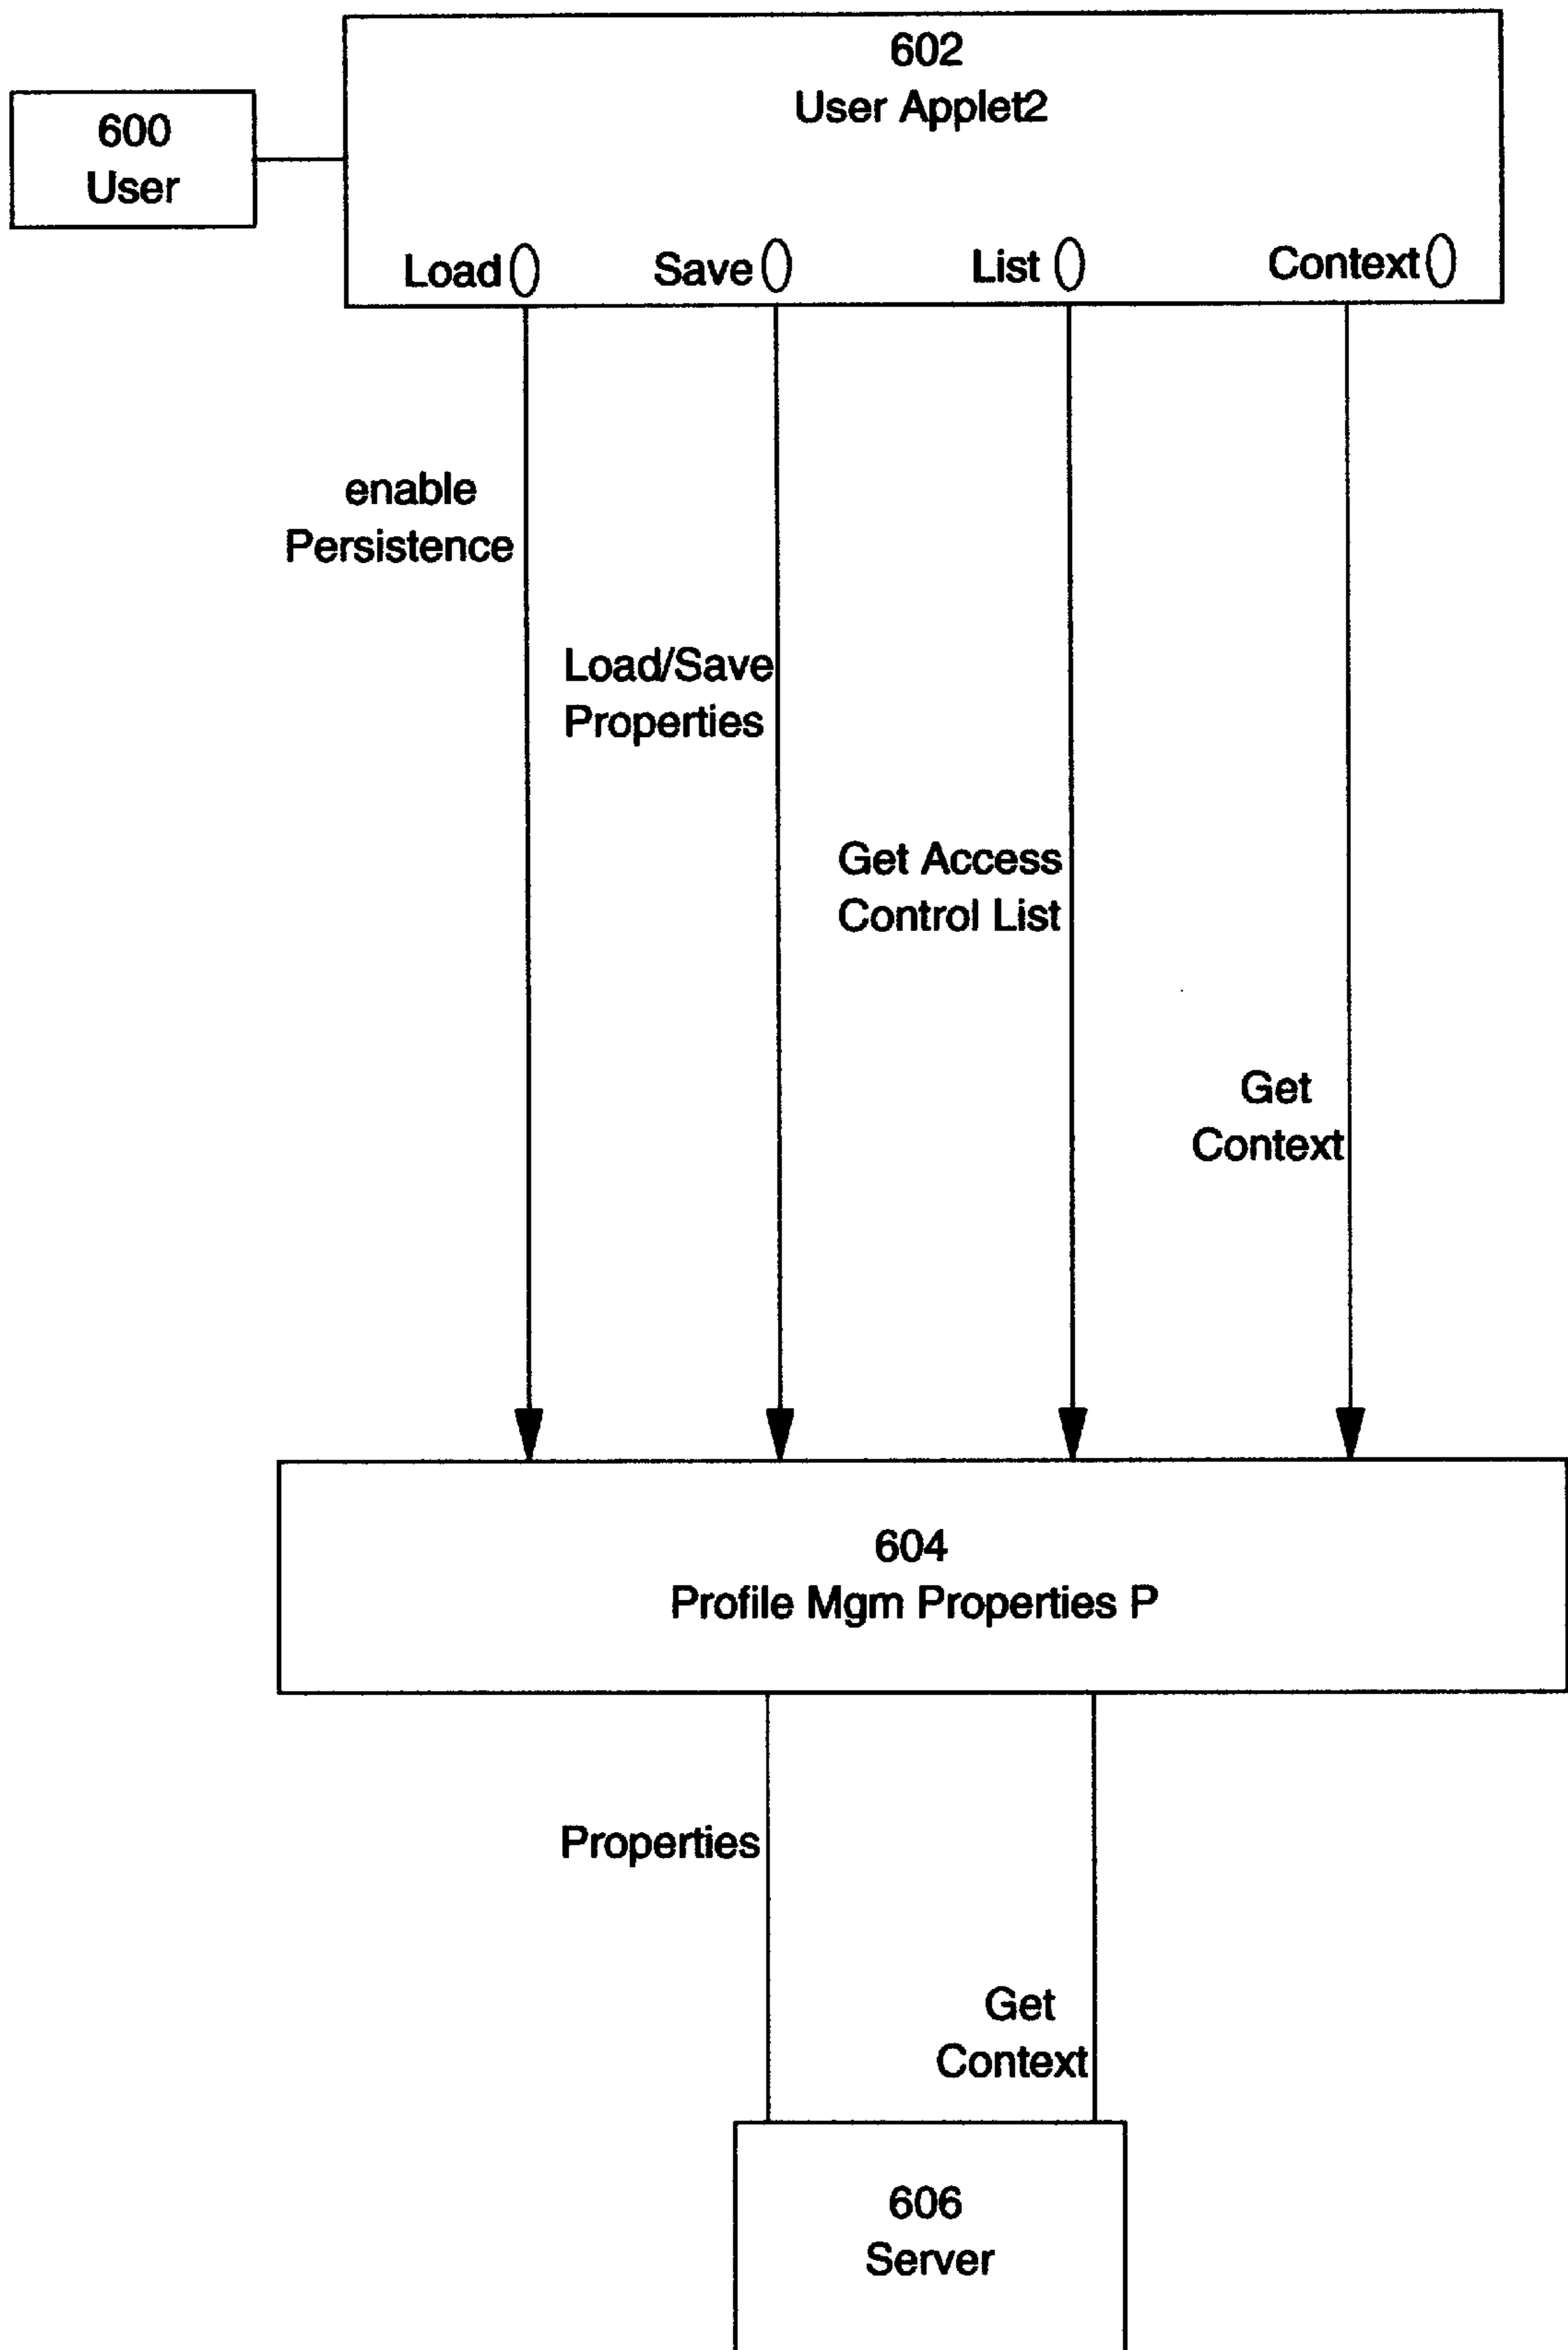 602
User Applet2
600
User
Load
Save
List
Context
enable
Persistence
Load/Save
Properties
Get Access
Control List
Get
Context
604
Profile Mgm Properties P
Properties
Get
Context
606
Server